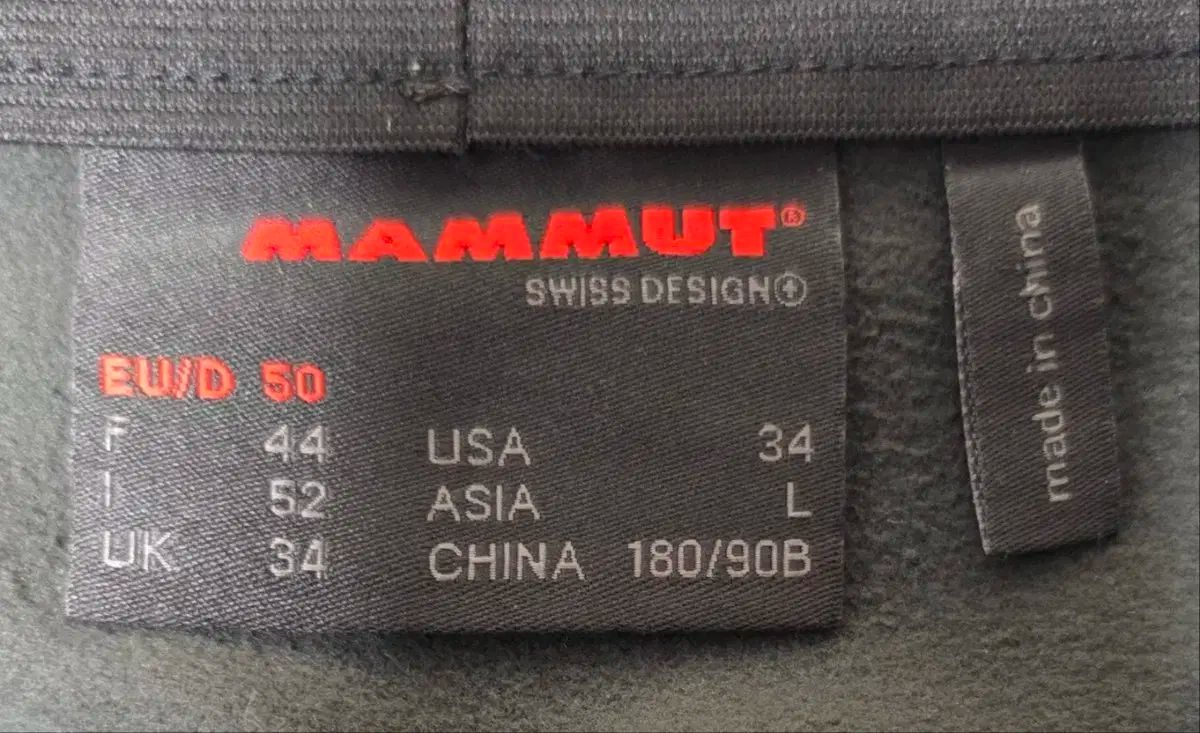 MAMMUT®
SWISS DESIGN
EU/D 50
F 44 USA 34
I 52 ASIA L
UK 34 CHINA 180/90B
made in china